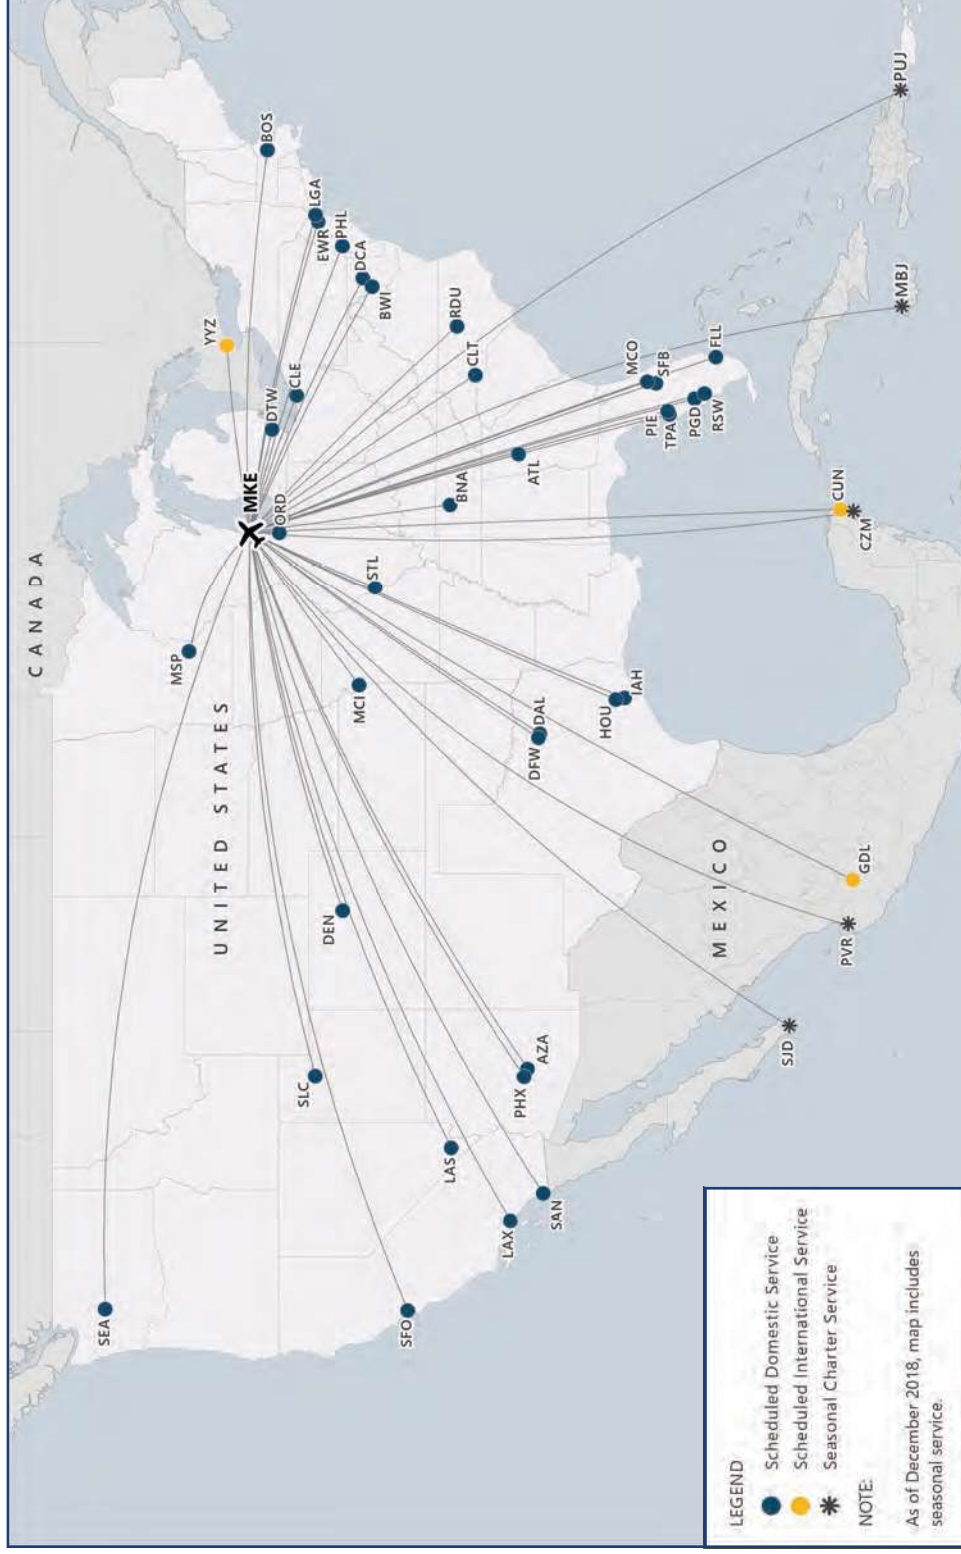 CANADA
UNITED STATES
MEXICO
SEA
SFO
LAX
SAN
LAS
SLC
PHX
AZA
DEN
MSP
MCI
STL
DFW
DAL
HOU
IAH
MKE
ORD
DTW
CLE
YYZ
BOS
LGA
EWR
PHL
DCA
BWI
RDU
CLT
BNA
ATL
MCO
SFB
PIE
TPA
PGD
RSW
FLL
SJD
PVR
GDL
CUN
CZM
MBJ
PUJ
LEGEND
Scheduled Domestic Service
Scheduled International Service
Seasonal Charter Service
NOTE:
As of December 2018, map includes
seasonal service.